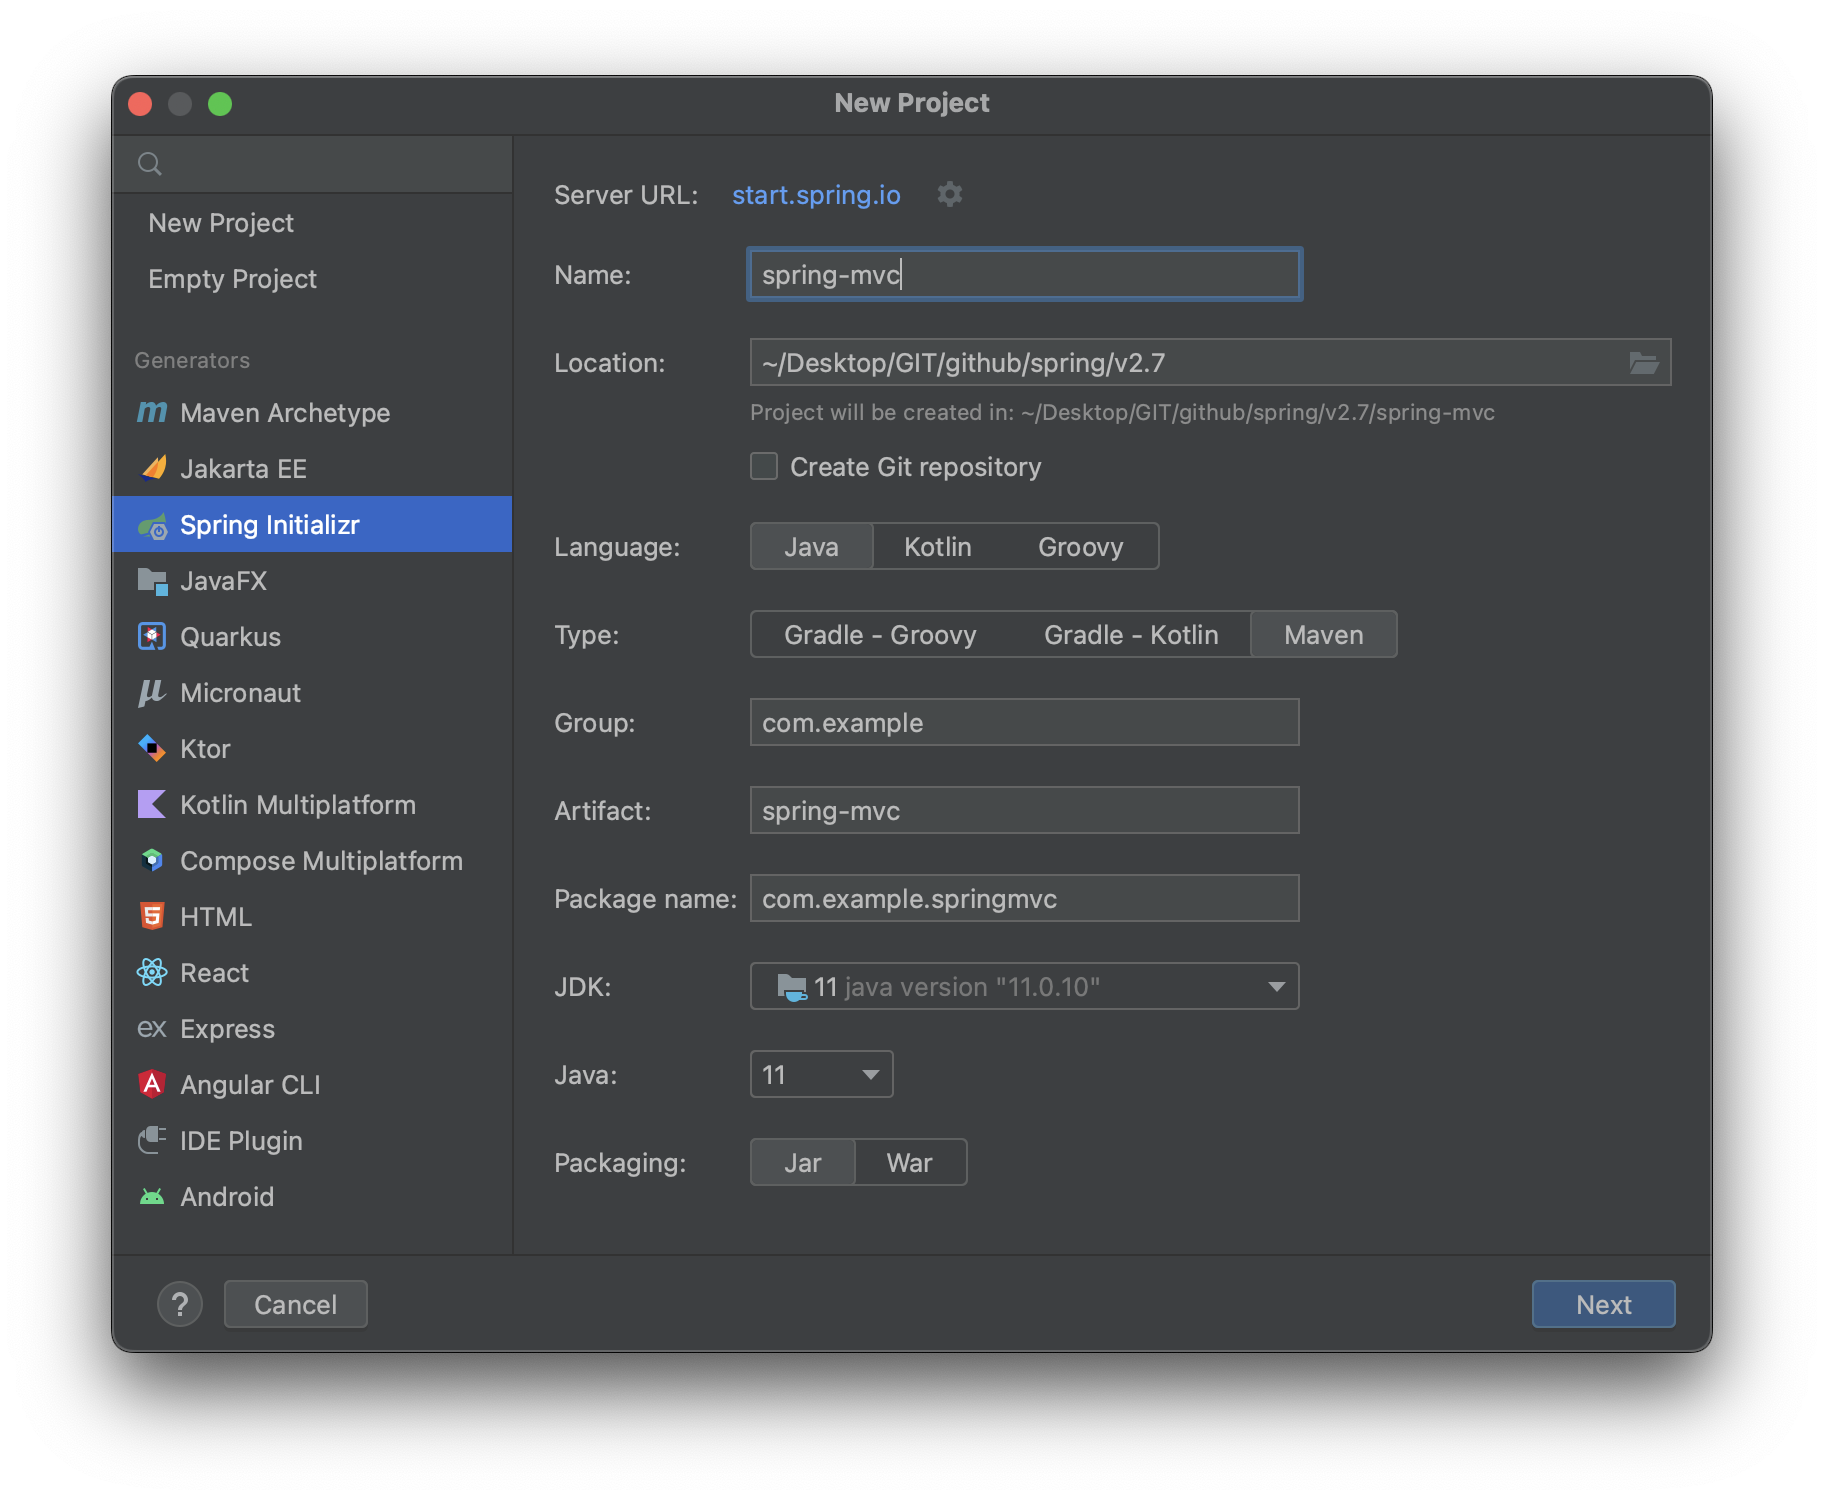 New Project
New Project
Empty Project
Generators
Maven Archetype
Jakarta EE
Spring Initializr
JavaFX
Quarkus
Micronaut
Ktor
Kotlin Multiplatform
Compose Multiplatform
HTML
React
ex Express
Angular CLI
IDE Plugin
Android
Server URL: start.spring.io
Name: spring-mvc
Location: ~/Desktop/GIT/github/spring/v2.7
Project will be created in: ~/Desktop/GIT/github/spring/v2.7/spring-mvc
Create Git repository
Language: Java Kotlin Groovy
Type: Gradle - Groovy Gradle - Kotlin Maven
Group: com.example
Artifact: spring-mvc
Package name: com.example.springmvc
JDK: 11 java version "11.0.10"
Java: 11
Packaging: Jar War
? Cancel Next